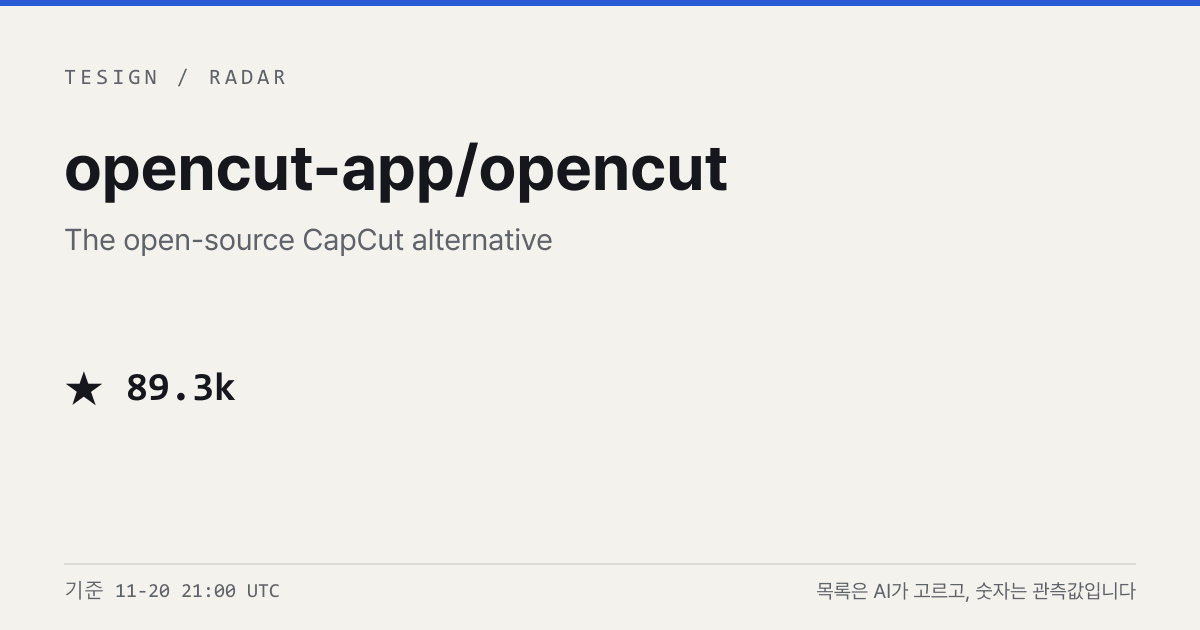 TESIGN / RADAR
opencut-app/opencut
The open-source CapCut alternative
★ 89.3k
기준 11-20 21:00 UTC
목록은 AI가 고르고, 숫자는 관측값입니다